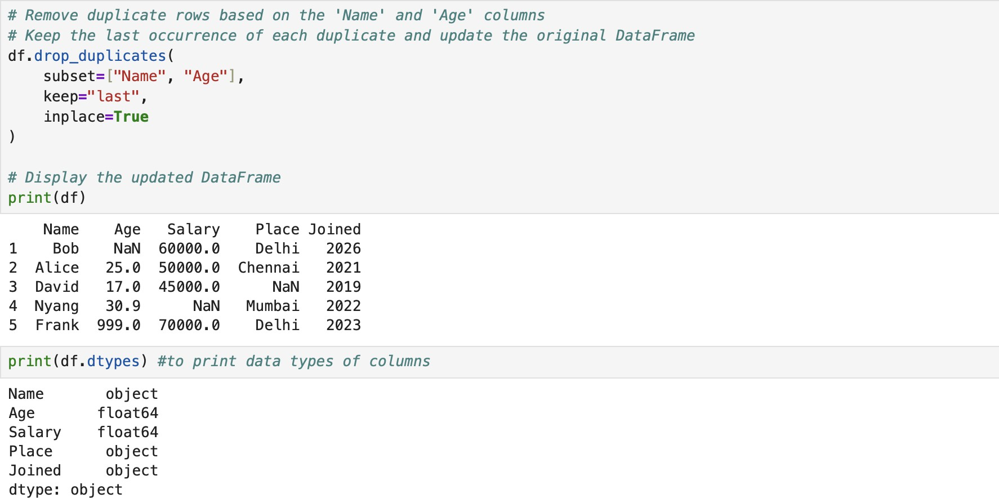 # Remove duplicate rows based on the 'Name' and 'Age' columns
# Keep the last occurrence of each duplicate and update the original DataFrame
df.drop_duplicates(
    subset=["Name", "Age"],
    keep="last",
    inplace=True
)

# Display the updated DataFrame
print(df)
    Name    Age   Salary    Place Joined
1    Bob    NaN  60000.0    Delhi   2026
2  Alice   25.0  50000.0  Chennai   2021
3  David   17.0  45000.0      NaN   2019
4  Nyang   30.9      NaN   Mumbai   2022
5  Frank  999.0  70000.0    Delhi   2023
print(df.dtypes) #to print data types of columns
Name       object
Age       float64
Salary    float64
Place      object
Joined     object
dtype: object